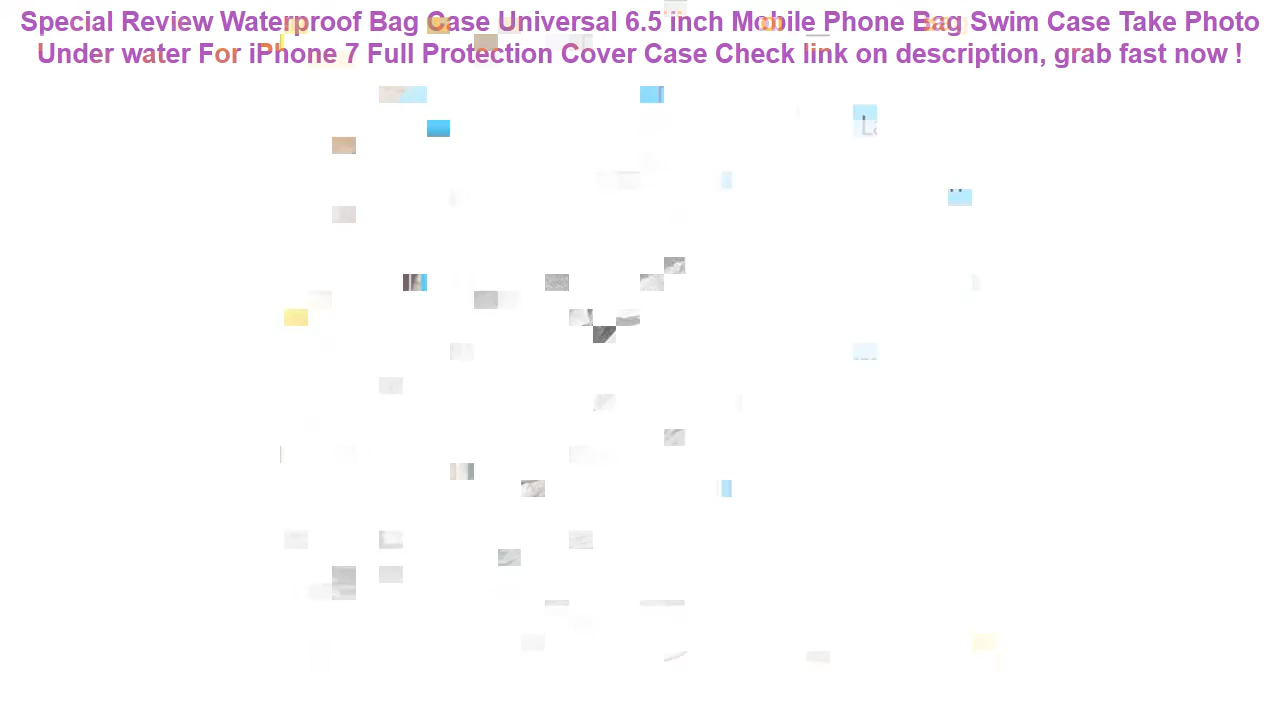 Special Review Waterproof Bag Case Universal 6.5 inch Mobile Phone Bag Swim Case Take Photo
Under water For iPhone 7 Full Protection Cover Case Check link on description, grab fast now !